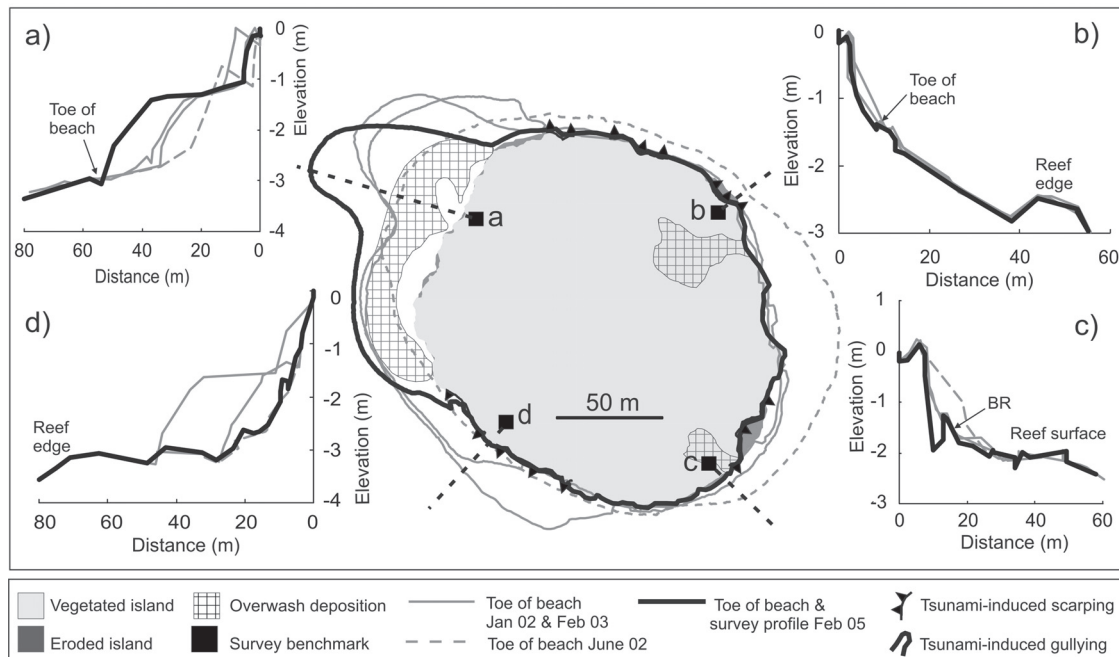 a)
0
-1
-2
-3
-4
Elevation (m)
Toe of
beach
80 60 40 20 0
Distance (m)
b)
0
-1
-2
-3
Elevation (m)
Toe of
beach
Reef
edge
0 20 40 60
Distance (m)
a
b
c
d
50 m
d)
0
-1
-2
-3
-4
Elevation (m)
Reef
edge
80 60 40 20 0
Distance (m)
c)
1
0
-1
-2
-3
Elevation (m)
BR
Reef surface
0 20 40 60
Distance (m)
Vegetated island
Eroded island
Overwash deposition
Survey benchmark
Toe of beach
Jan 02 & Feb 03
Toe of beach June 02
Toe of beach &
survey profile Feb 05
Tsunami-induced scarping
Tsunami-induced gullying